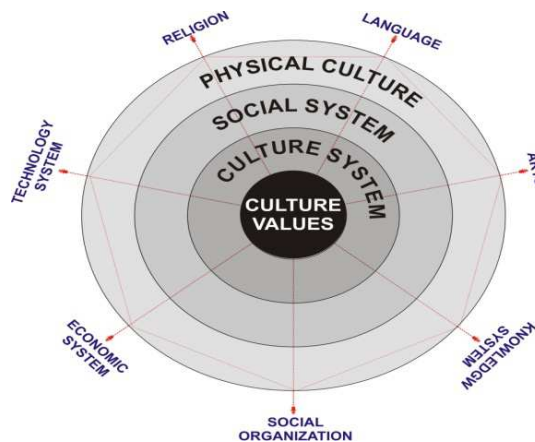 RELIGION
LANGUAGE
PHYSICAL CULTURE
SOCIAL SYSTEM
CULTURE SYSTEM
CULTURE
VALUES
TECHNOLOGY
SYSTEM
ECONOMIC
SYSTEM
SOCIAL
ORGANIZATION
KNOWLEDGW
SYSTEM